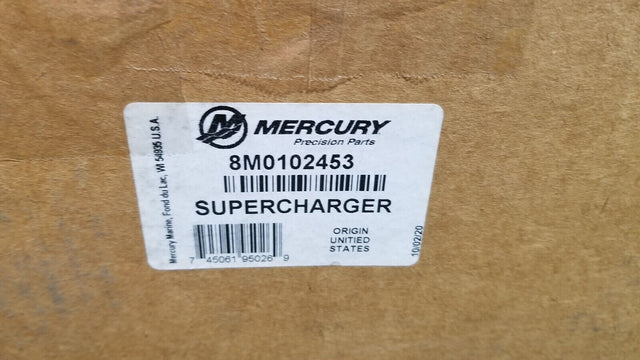 MERCURY
Precision Parts
8M0102453
SUPERCHARGER
7 45061 95026 9
ORIGIN
UNITIED
STATES
10/02/20
Mercury Marine, Fond du Lac, WI 54935 U.S.A.